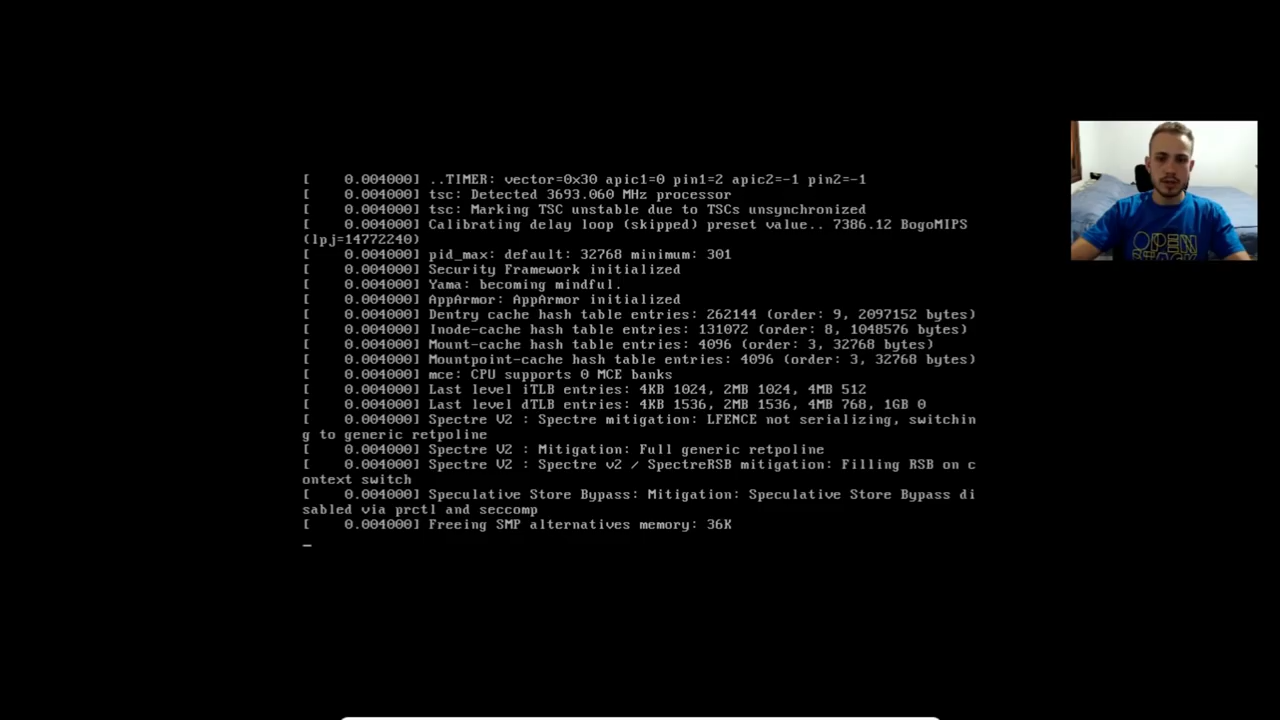 [    0.004000] ..TIMER: vector=0x30 apic1=0 pin1=2 apic2=-1 pin2=-1
[    0.004000] tsc: Detected 3693.060 MHz processor
[    0.004000] tsc: Marking TSC unstable due to TSCs unsynchronized
[    0.004000] Calibrating delay loop (skipped) preset value.. 7386.12 BogoMIPS
(lpj=14772240)
[    0.004000] pid_max: default: 32768 minimum: 301
[    0.004000] Security Framework initialized
[    0.004000] Yama: becoming mindful.
[    0.004000] AppArmor: AppArmor initialized
[    0.004000] Dentry cache hash table entries: 262144 (order: 9, 2097152 bytes)
[    0.004000] Inode-cache hash table entries: 131072 (order: 8, 1048576 bytes)
[    0.004000] Mount-cache hash table entries: 4096 (order: 3, 32768 bytes)
[    0.004000] Mountpoint-cache hash table entries: 4096 (order: 3, 32768 bytes)
[    0.004000] mce: CPU supports 0 MCE banks
[    0.004000] Last level iTLB entries: 4KB 1024, 2MB 1024, 4MB 512
[    0.004000] Last level dTLB entries: 4KB 1536, 2MB 1536, 4MB 768, 1GB 0
[    0.004000] Spectre V2 : Spectre mitigation: LFENCE not serializing, switchin
g to generic retpoline
[    0.004000] Spectre V2 : Mitigation: Full generic retpoline
[    0.004000] Spectre V2 : Spectre v2 / SpectreRSB mitigation: Filling RSB on c
ontext switch
[    0.004000] Speculative Store Bypass: Mitigation: Speculative Store Bypass di
sabled via prctl and seccomp
[    0.004000] Freeing SMP alternatives memory: 36K
_
OPEN